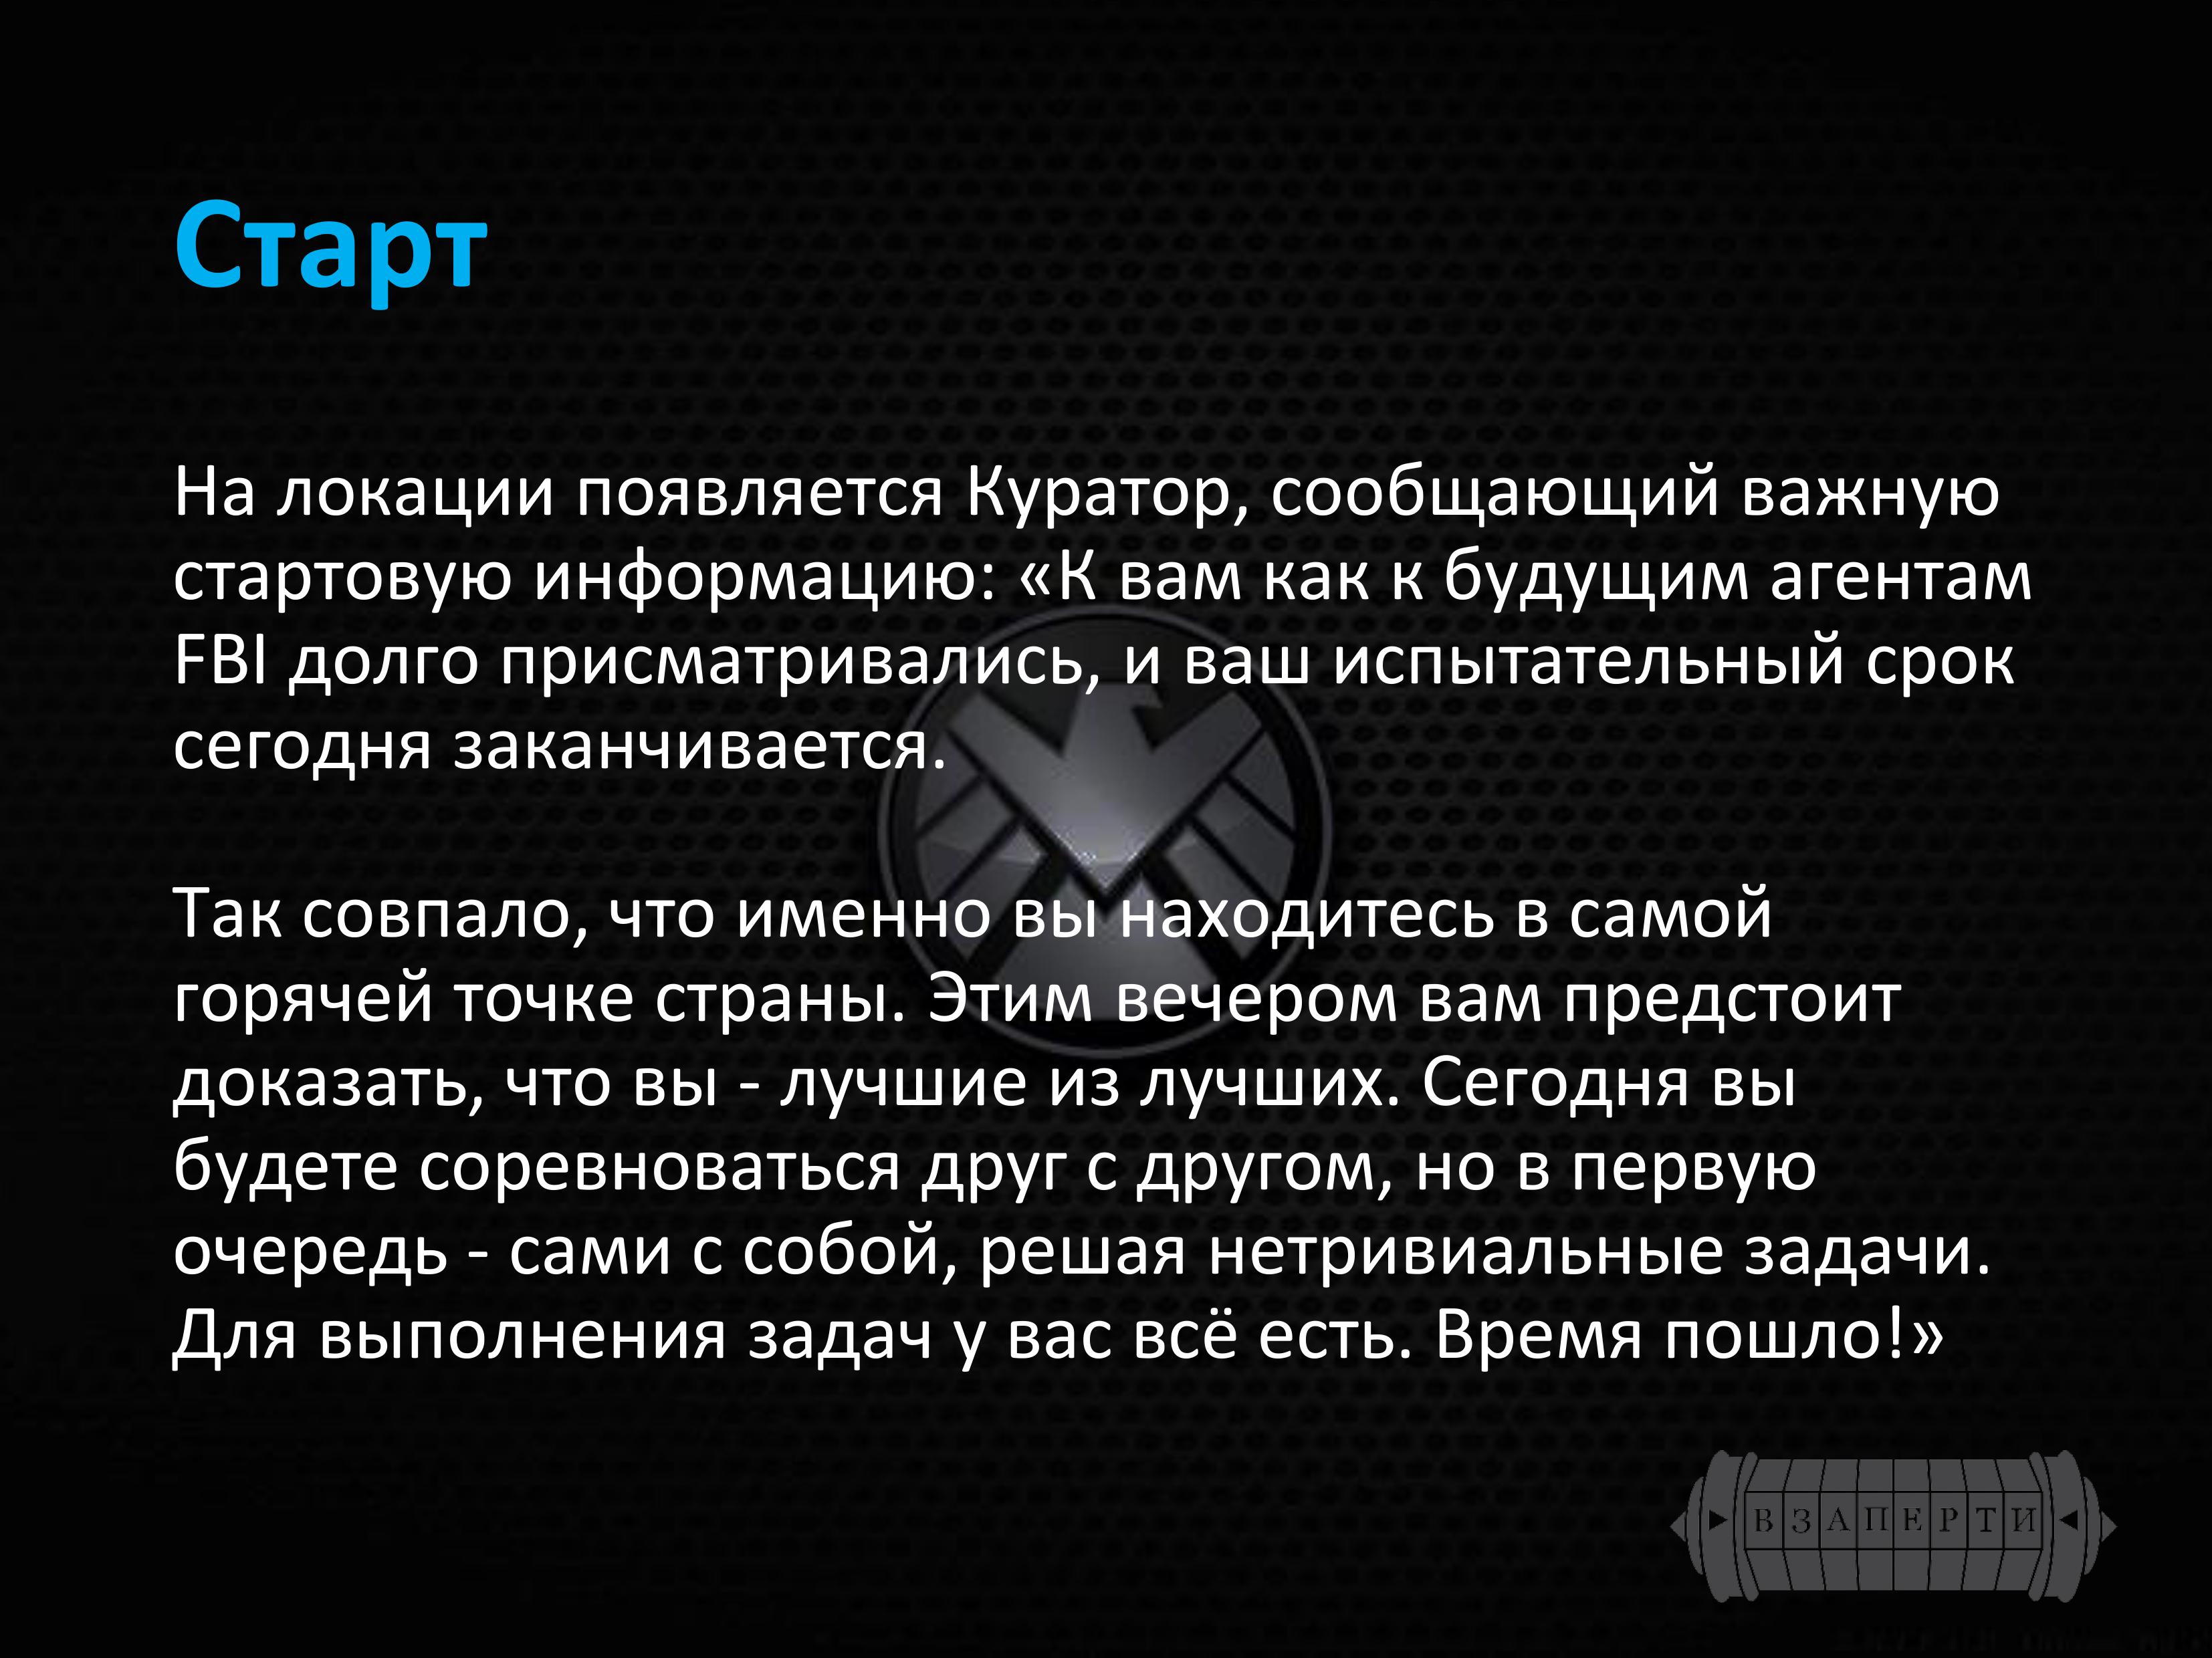 Старт
На локации появляется Куратор, сообщающий важную
стартовую информацию: «К вам как к будущим агентам
FBI долго присматривались, и ваш испытательный срок
сегодня заканчивается.
Так совпало, что именно вы находитесь в самой
горячей точке страны. Этим вечером вам предстоит
доказать, что вы - лучшие из лучших. Сегодня вы
будете соревноваться друг с другом, но в первую
очередь - сами с собой, решая нетривиальные задачи.
Для выполнения задач у вас всё есть. Время пошло!»
ВЗАПЕРТИ